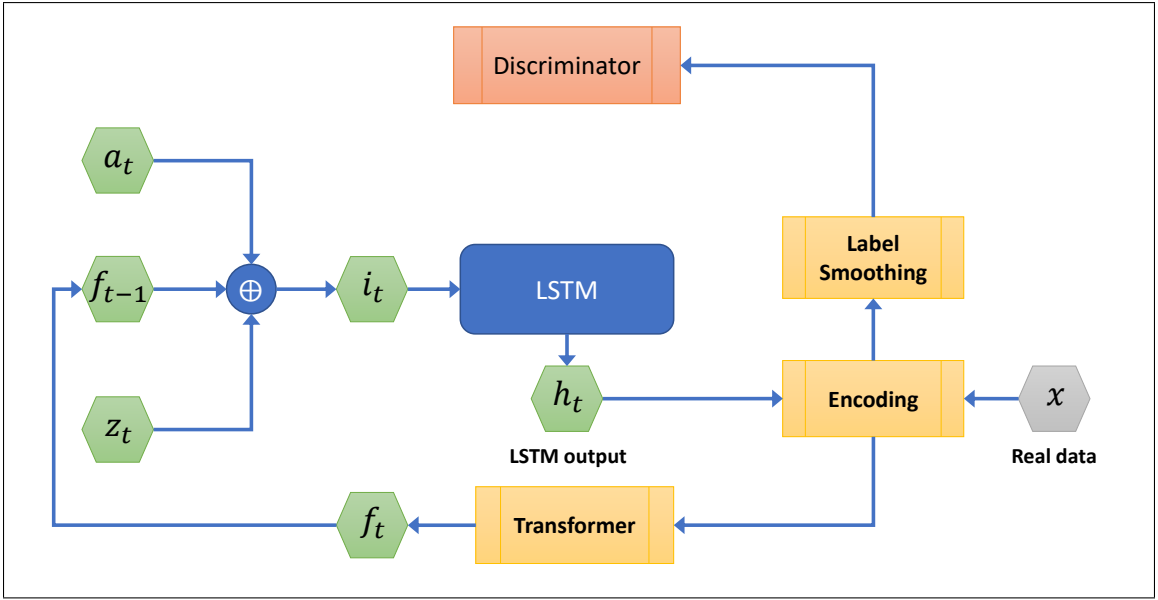 Discriminator
a_t
Label
Smoothing
f_{t−1}
⊕
i_t
LSTM
h_t
Encoding
x
z_t
LSTM output
Real data
f_t
Transformer